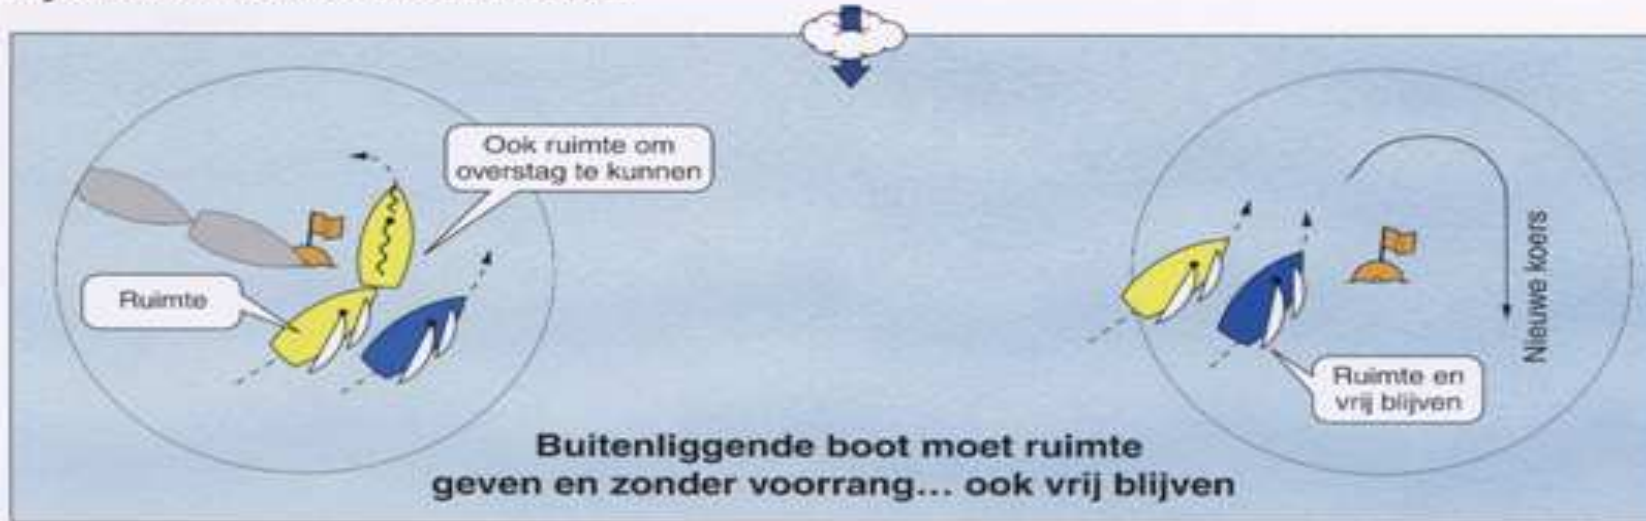 Ook ruimte om
overstag te kunnen
Ruimte
Nieuwe koers
Ruimte en
vrij blijven
Buitenliggende boot moet ruimte
geven en zonder voorrang... ook vrij blijven